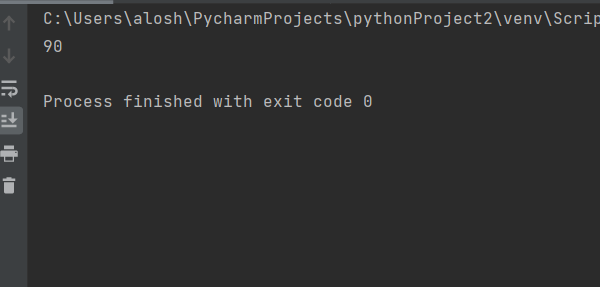 C:\Users\alosh\PycharmProjects\pythonProject2\venv\Scrip
90
Process finished with exit code 0